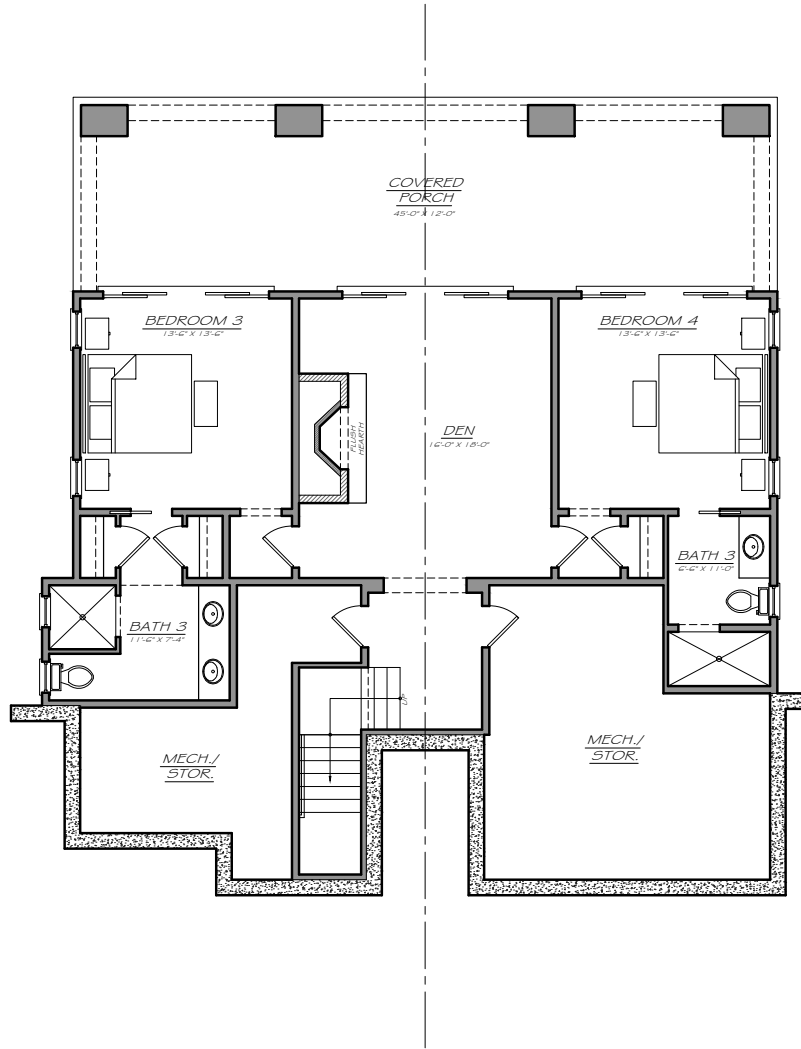 COVERED
PORCH
45'-0" X 12'-0"
BEDROOM 3
13'-6" X 13'-6"
BEDROOM 4
13'-6" X 13'-6"
FLUSH
HEARTH
DEN
16'-0" X 18'-0"
BATH 3
6'-6" X 11'-0"
BATH 3
11'-6" X 7'-4"
UP
MECH./
STOR.
MECH./
STOR.